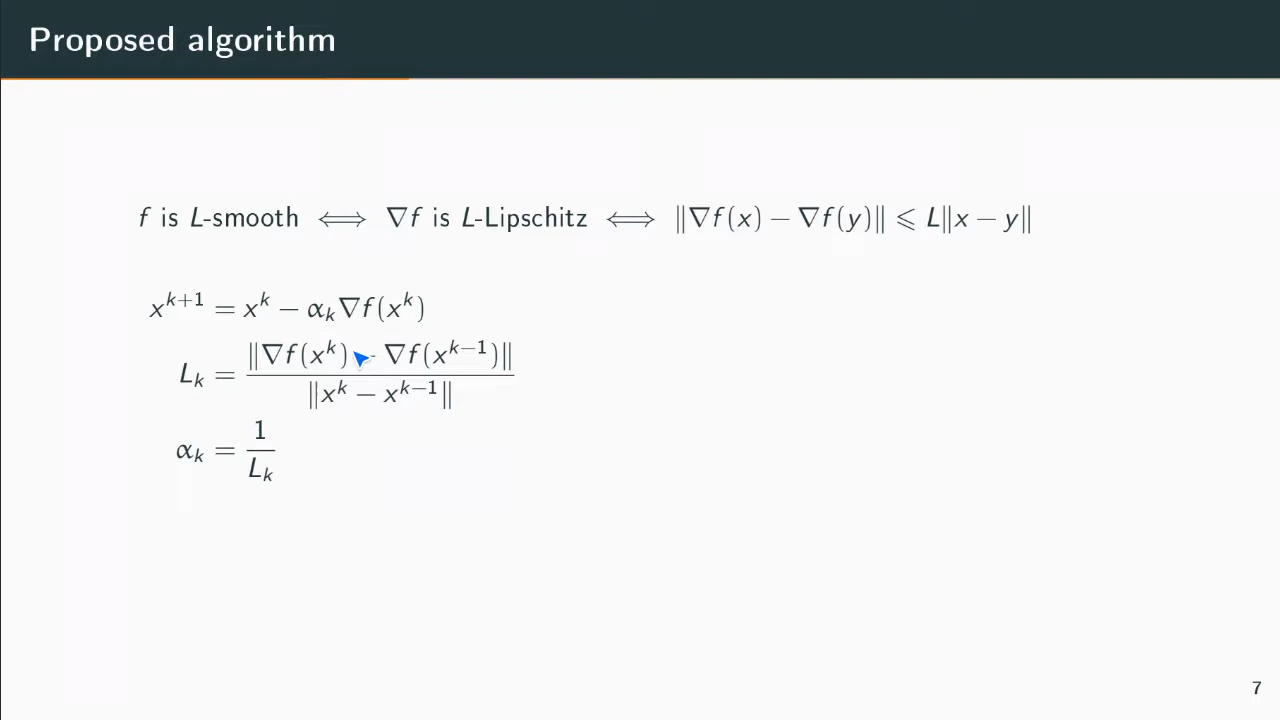 Proposed algorithm
f is L-smooth ⟺ ∇f is L-Lipschitz ⟺ ‖∇f(x) − ∇f(y)‖ ⩽ L‖x − y‖
x^{k+1} = x^k − α_k∇f(x^k)
L_k = ‖∇f(x^k) − ∇f(x^{k−1})‖ / ‖x^k − x^{k−1}‖
α_k = 1 / L_k
7